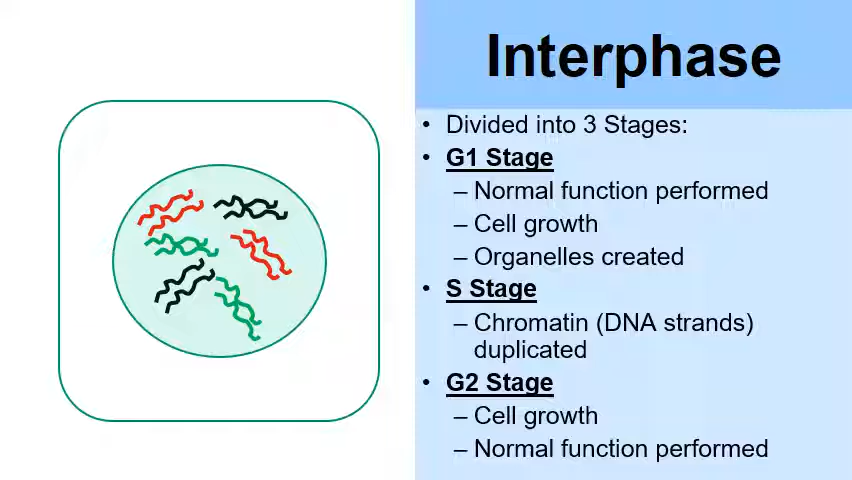 Interphase
• Divided into 3 Stages:
• G1 Stage
– Normal function performed
– Cell growth
– Organelles created
• S Stage
– Chromatin (DNA strands)
duplicated
• G2 Stage
– Cell growth
– Normal function performed